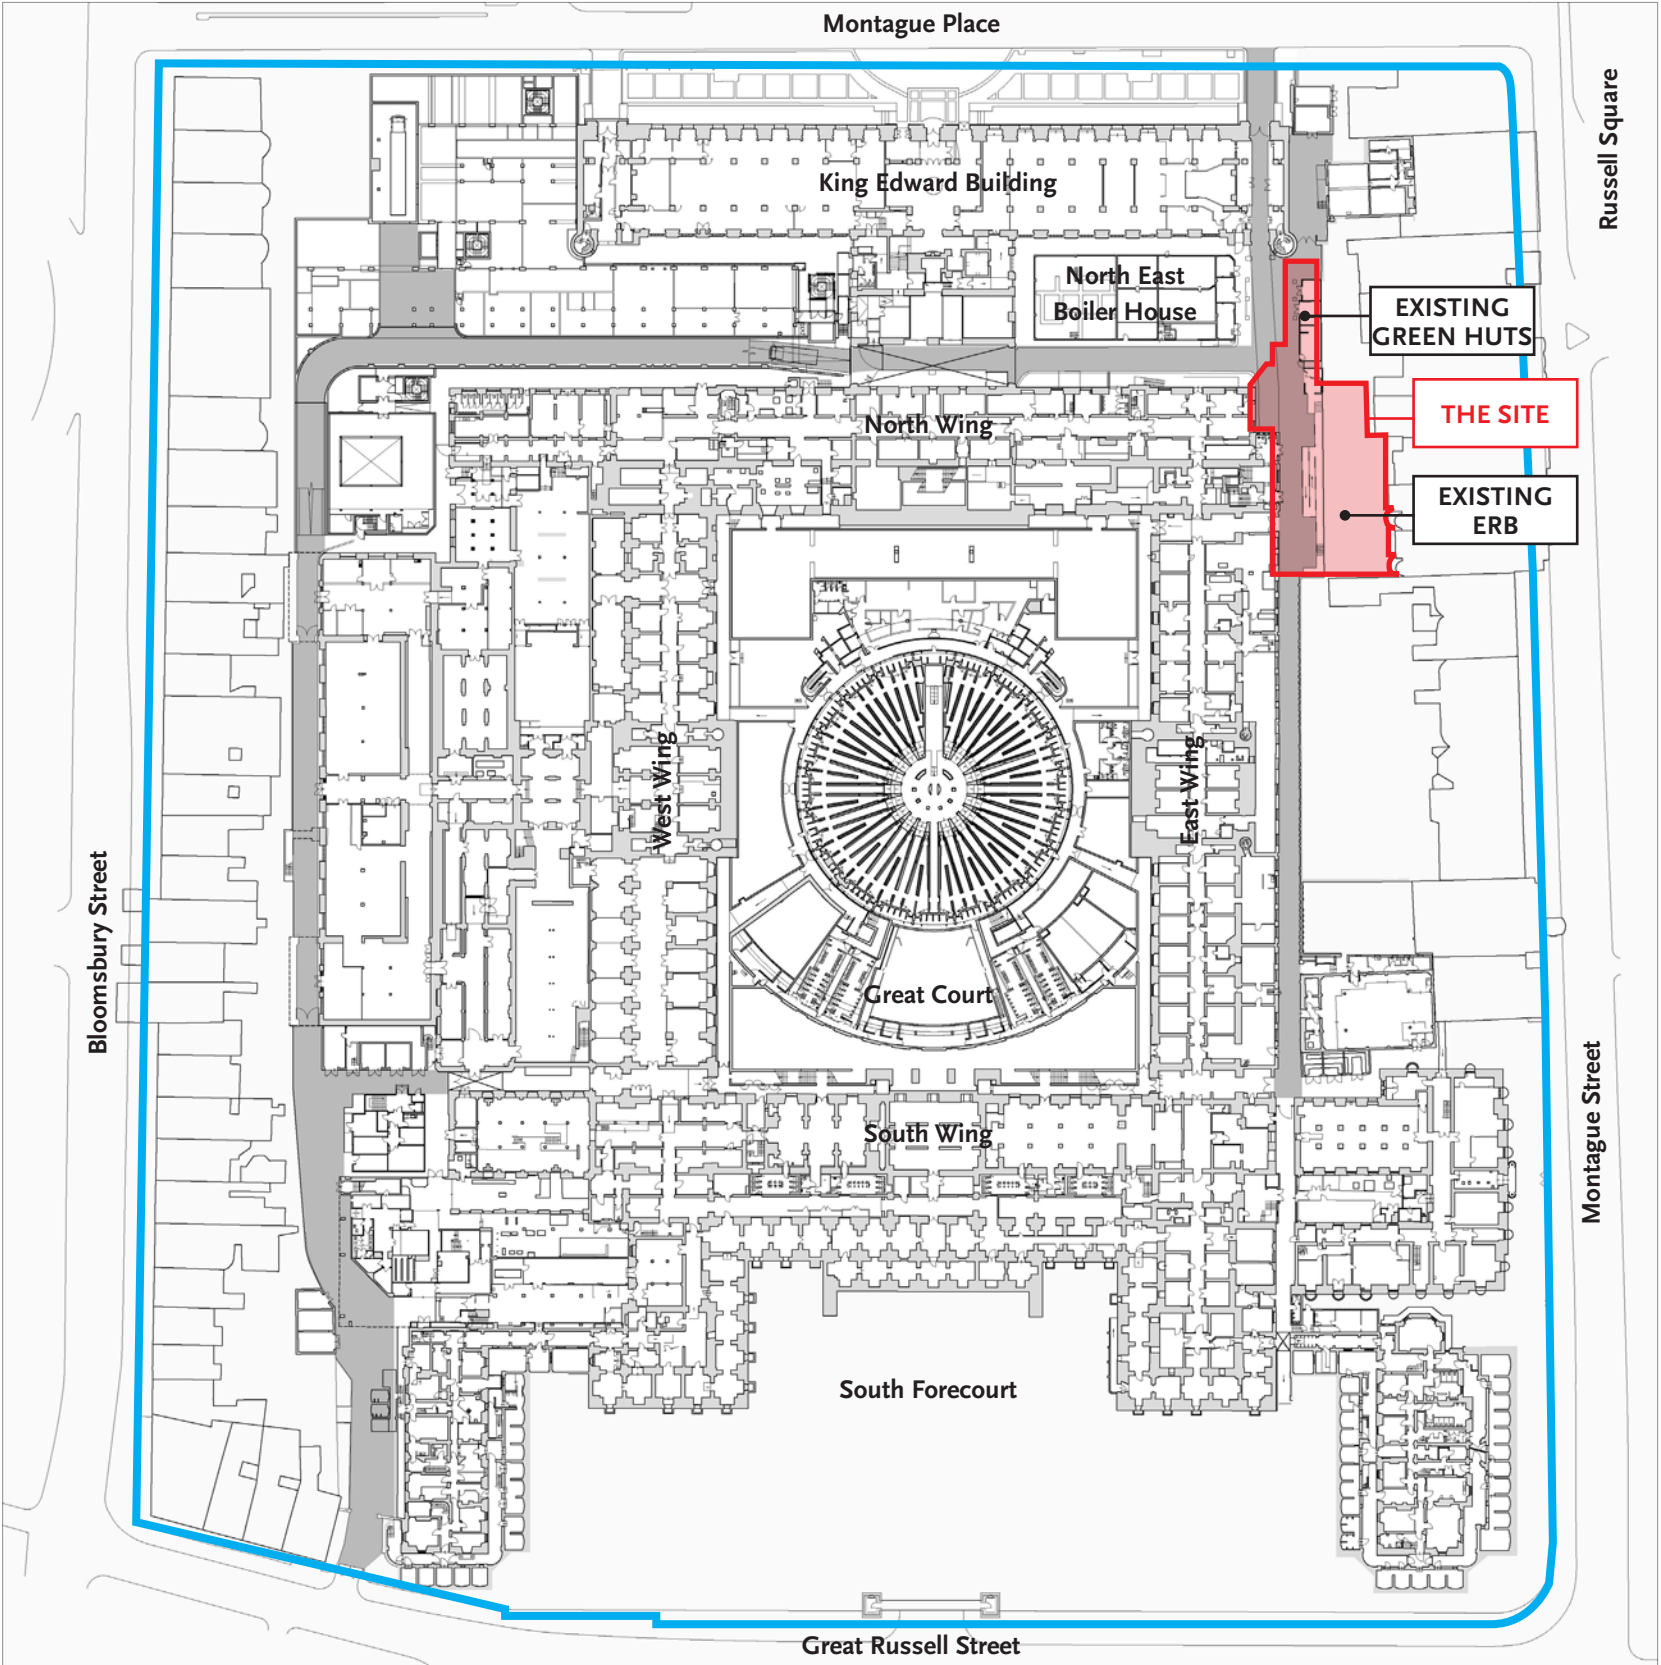 Montague Place
Russell Square
King Edward Building
North East
Boiler House
EXISTING
GREEN HUTS
THE SITE
North Wing
EXISTING
ERB
West Wing
East Wing
Bloomsbury Street
Great Court
Montague Street
South Wing
South Forecourt
Great Russell Street